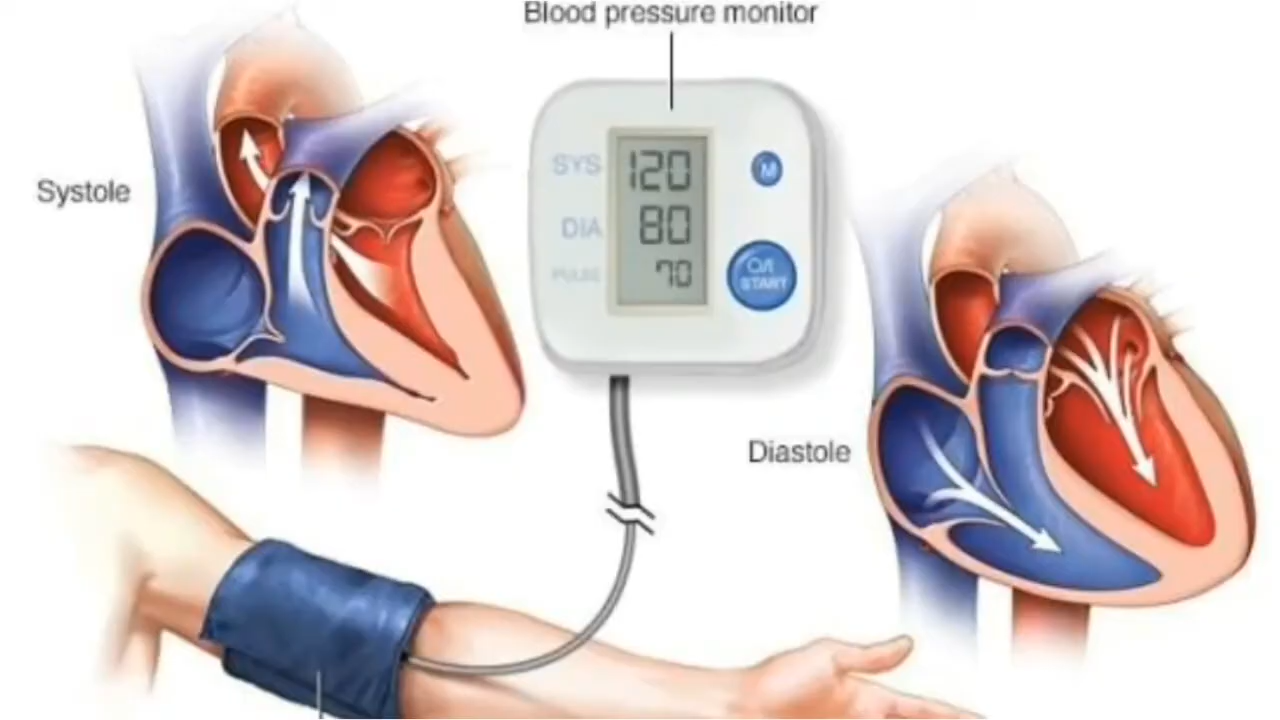 Blood pressure monitor
Systole
SYS 120
DIA 80
PULSE 70
M
O/I
START
Diastole